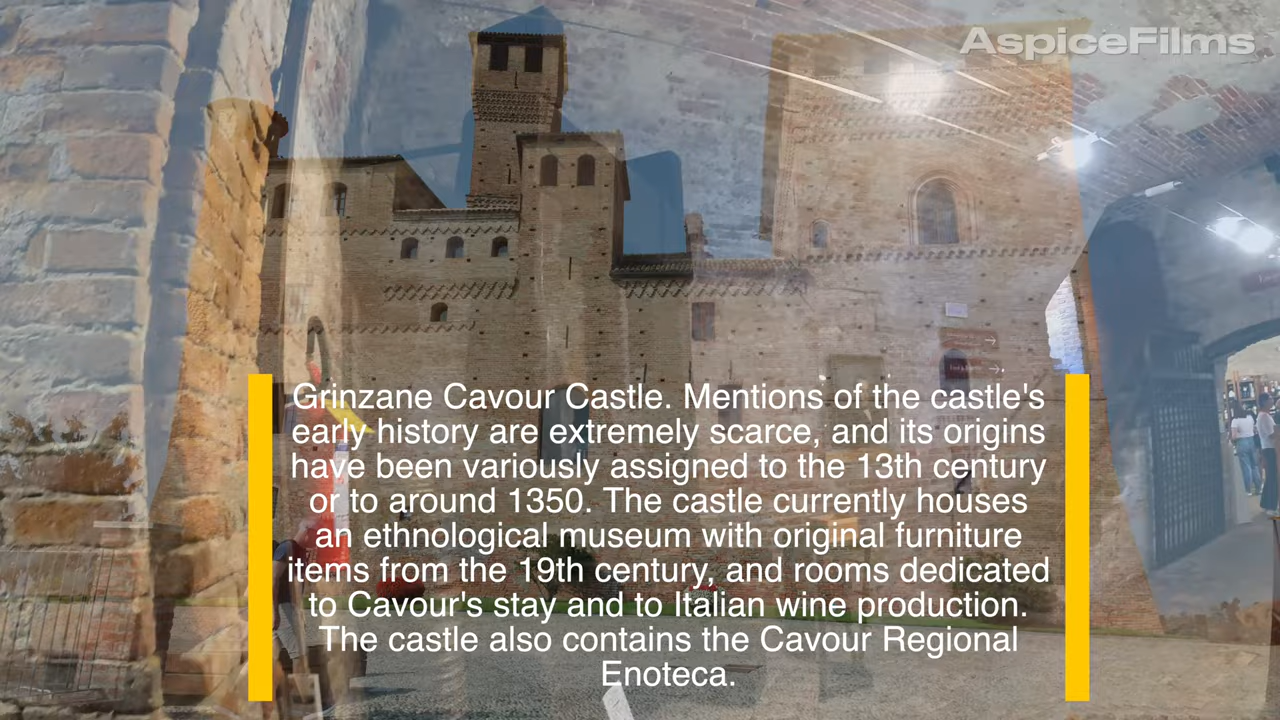 AspiceFilms
Grinzane Cavour Castle. Mentions of the castle's
early history are extremely scarce, and its origins
have been variously assigned to the 13th century
or to around 1350. The castle currently houses
an ethnological museum with original furniture
items from the 19th century, and rooms dedicated
to Cavour's stay and to Italian wine production.
The castle also contains the Cavour Regional
Enoteca.